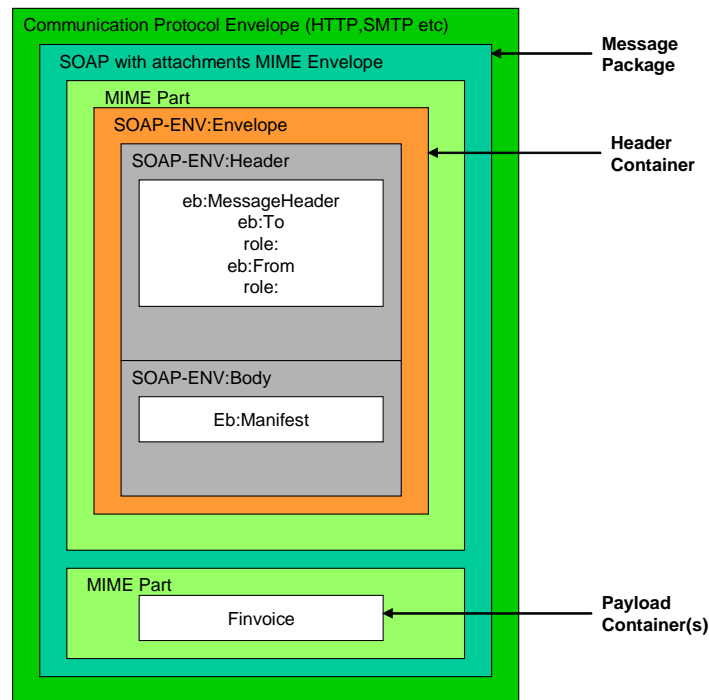 Communication Protocol Envelope (HTTP,SMTP etc)
SOAP with attachments MIME Envelope
Message
Package
MIME Part
SOAP-ENV:Envelope
Header
Container
SOAP-ENV:Header
eb:MessageHeader
eb:To
role:
eb:From
role:
SOAP-ENV:Body
Eb:Manifest
MIME Part
Finvoice
Payload
Container(s)